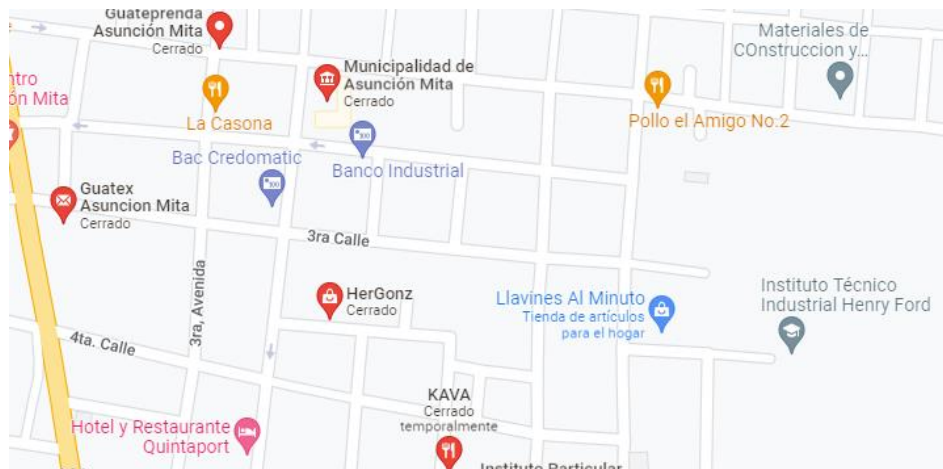 Guateprenda
Asunción Mita
Cerrado
Materiales de
COnstruccion y...
Municipalidad de
Asunción Mita
Cerrado
ntro
ón Mita
La Casona
Pollo el Amigo No.2
Bac Credomatic
Banco Industrial
Guatex
Asuncion Mita
Cerrado
3ra Calle
3ra, Avenida
HerGonz
Cerrado
Llavines Al Minuto
Tienda de artículos
para el hogar
Instituto Técnico
Industrial Henry Ford
4ta. Calle
KAVA
Cerrado
temporalmente
Hotel y Restaurante
Quintaport
Instituto Particular